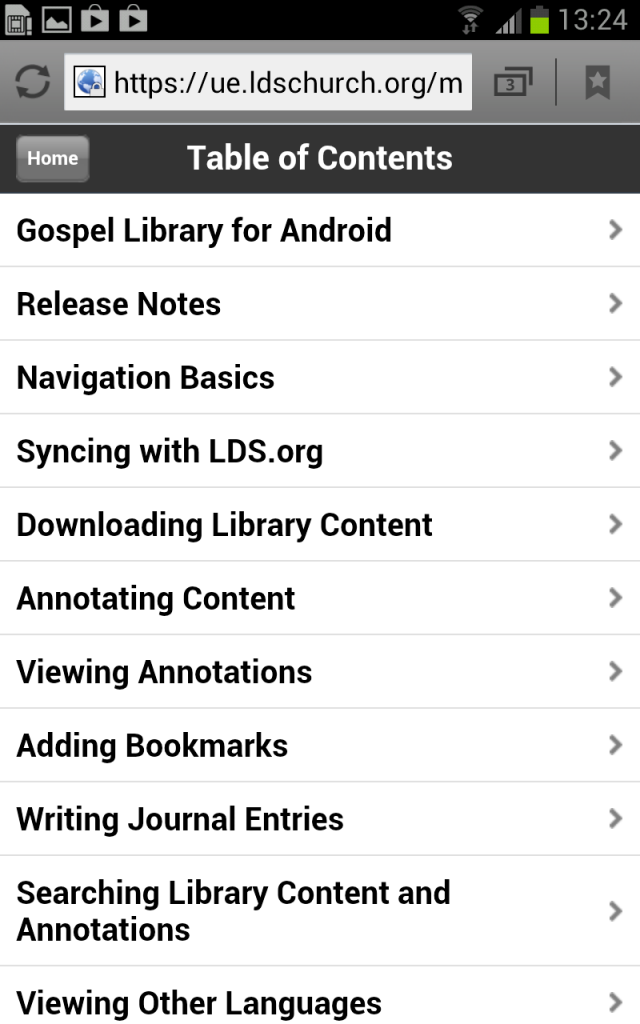 13:24
https://ue.ldschurch.org/m
3
Home
Table of Contents
Gospel Library for Android
Release Notes
Navigation Basics
Syncing with LDS.org
Downloading Library Content
Annotating Content
Viewing Annotations
Adding Bookmarks
Writing Journal Entries
Searching Library Content and
Annotations
Viewing Other Languages